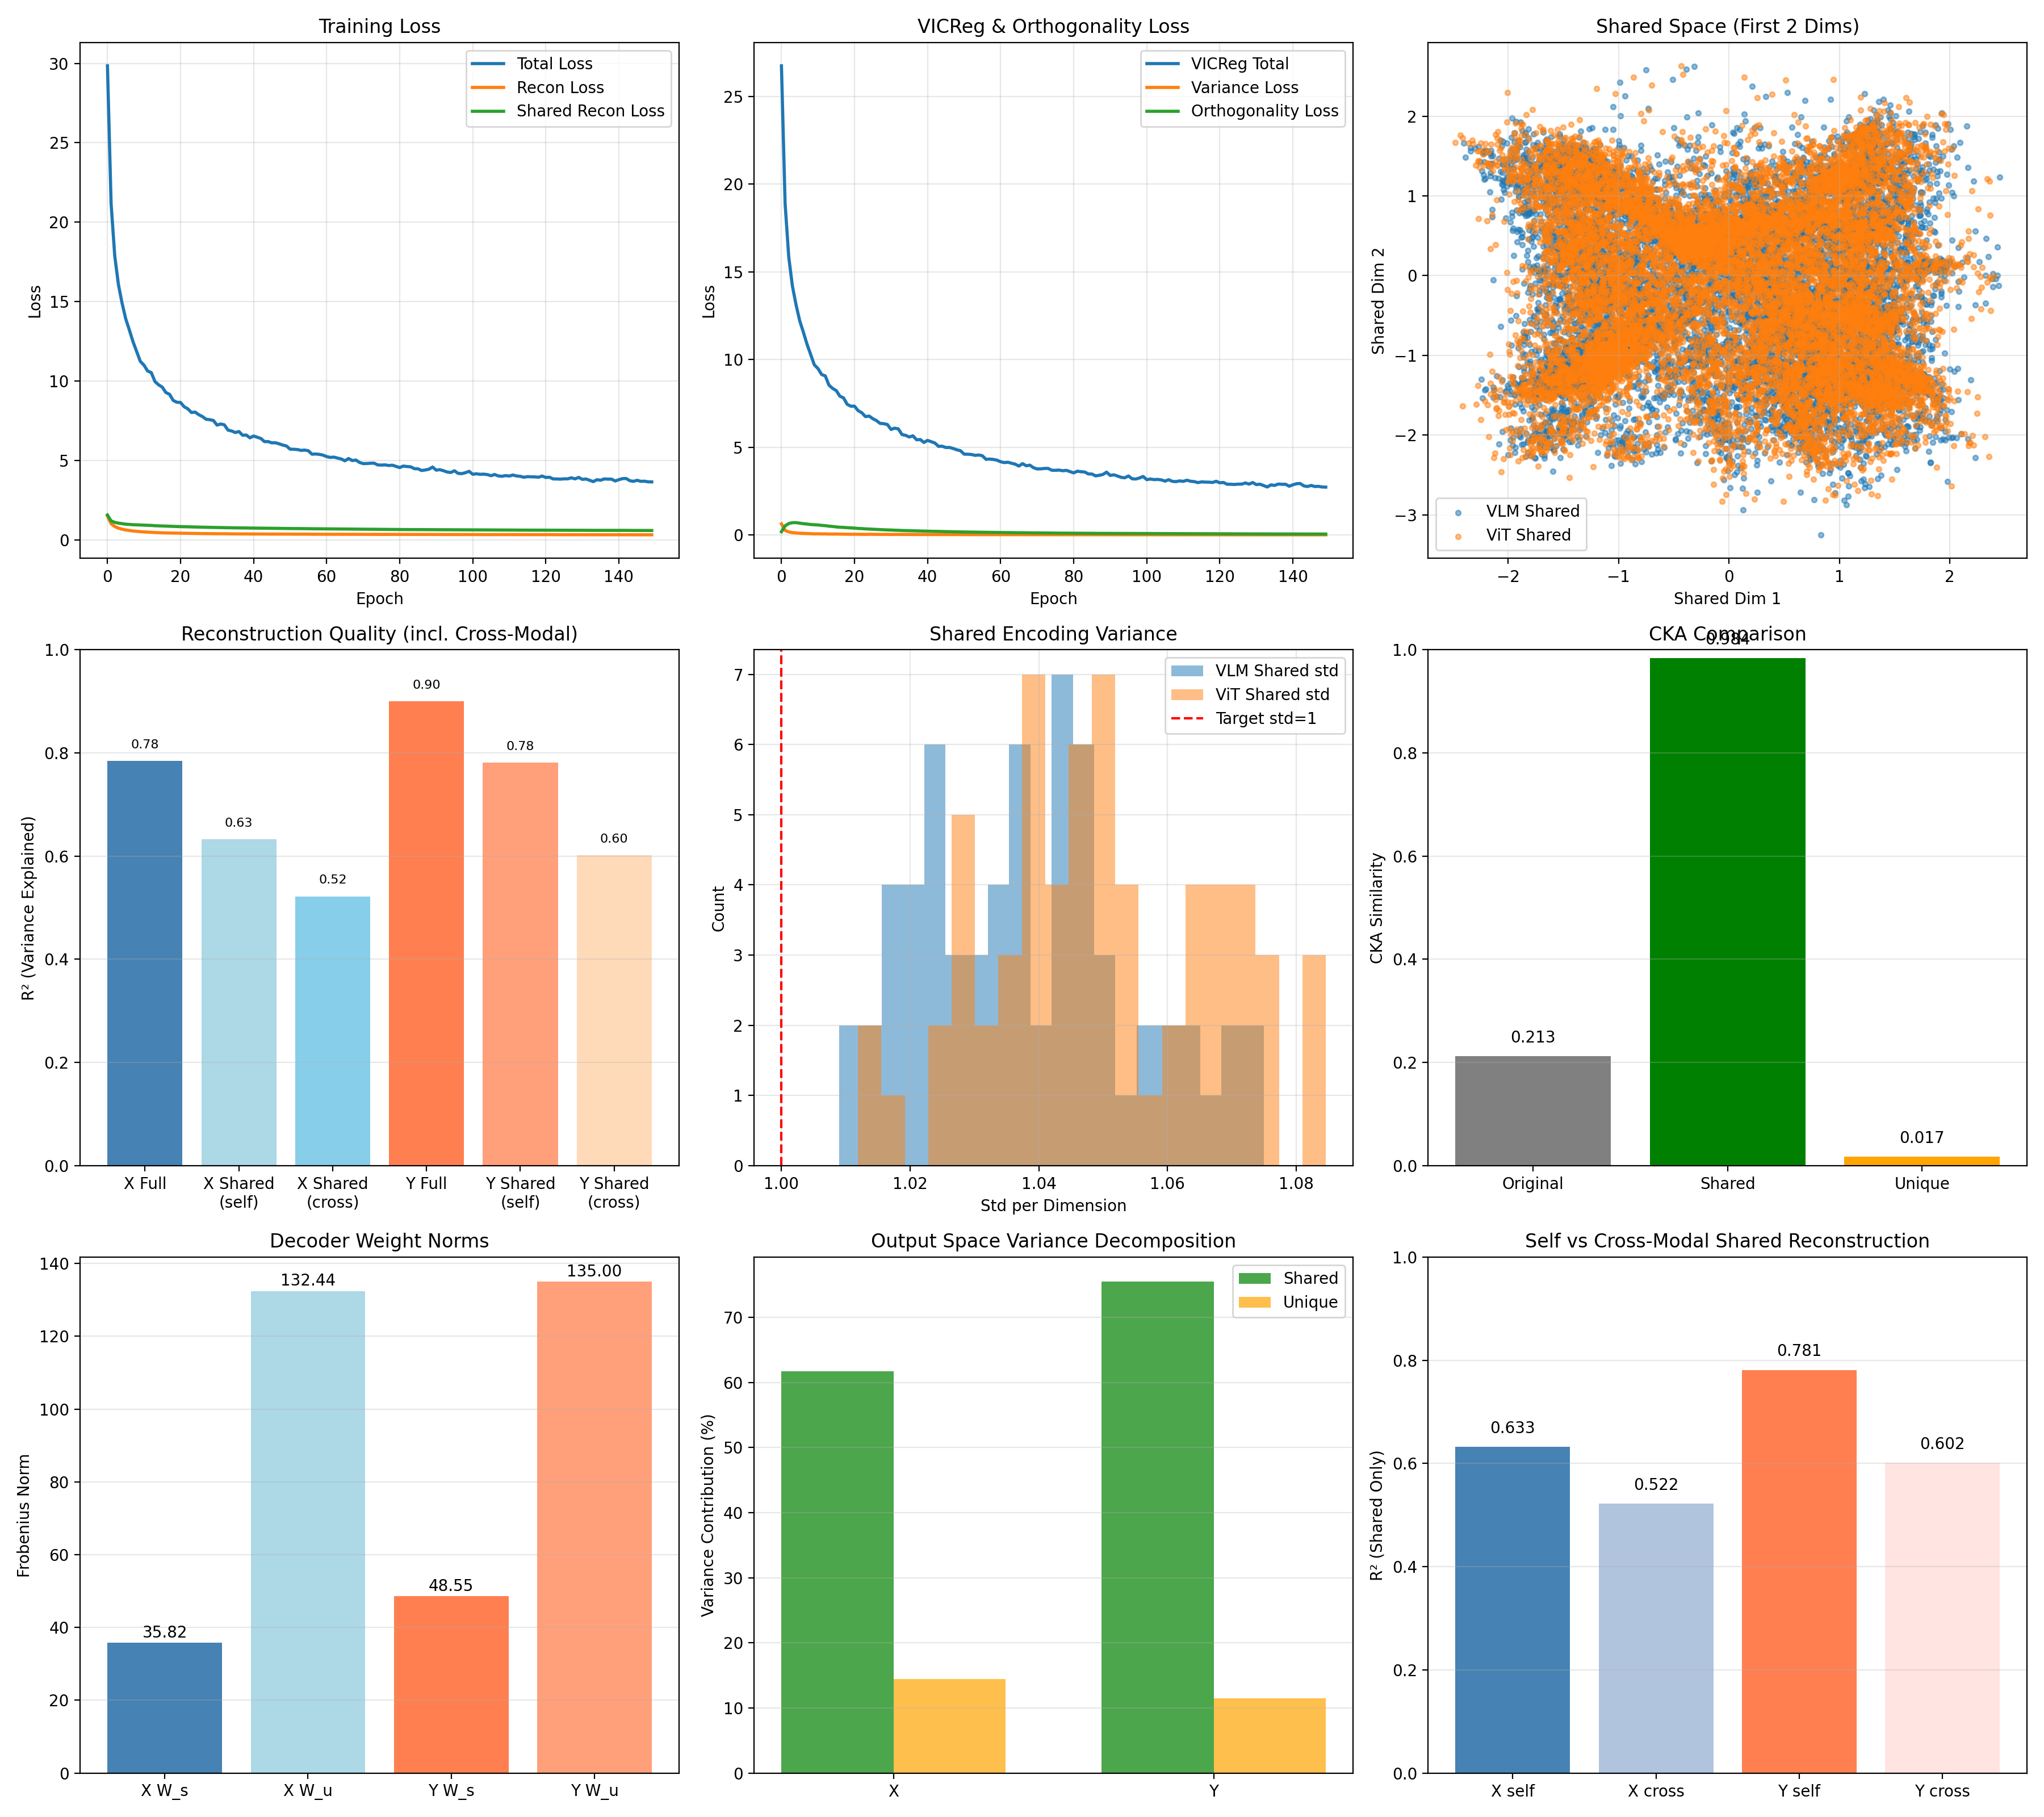 Training Loss
Total Loss
Recon Loss
Shared Recon Loss
Loss
30
25
20
15
10
5
0
0 20 40 60 80 100 120 140
Epoch
VICReg & Orthogonality Loss
VICReg Total
Variance Loss
Orthogonality Loss
Loss
25
20
15
10
5
0
0 20 40 60 80 100 120 140
Epoch
Shared Space (First 2 Dims)
Shared Dim 2
2
1
0
−1
−2
−3
VLM Shared
ViT Shared
−2 −1 0 1 2
Shared Dim 1
Reconstruction Quality (incl. Cross-Modal)
R² (Variance Explained)
1.0
0.8
0.6
0.4
0.2
0.0
0.78
0.63
0.52
0.90
0.78
0.60
X Full X Shared (self) X Shared (cross) Y Full Y Shared (self) Y Shared (cross)
Shared Encoding Variance
VLM Shared std
ViT Shared std
Target std=1
Count
7
6
5
4
3
2
1
0
1.00 1.02 1.04 1.06 1.08
Std per Dimension
CKA Comparison
0.984
CKA Similarity
1.0
0.8
0.6
0.4
0.2
0.0
0.213
0.017
Original Shared Unique
Decoder Weight Norms
Frobenius Norm
140
120
100
80
60
40
20
0
35.82
132.44
48.55
135.00
X W_s X W_u Y W_s Y W_u
Output Space Variance Decomposition
Shared
Unique
Variance Contribution (%)
70
60
50
40
30
20
10
0
X Y
Self vs Cross-Modal Shared Reconstruction
R² (Shared Only)
1.0
0.8
0.6
0.4
0.2
0.0
0.633
0.522
0.781
0.602
X self X cross Y self Y cross